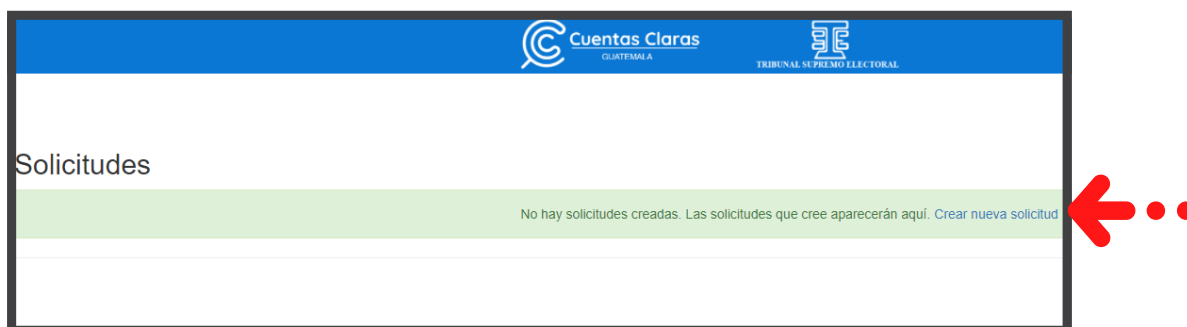 Cuentas Claras
GUATEMALA
TRIBUNAL SUPREMO ELECTORAL
Solicitudes
No hay solicitudes creadas. Las solicitudes que cree aparecerán aquí. Crear nueva solicitud